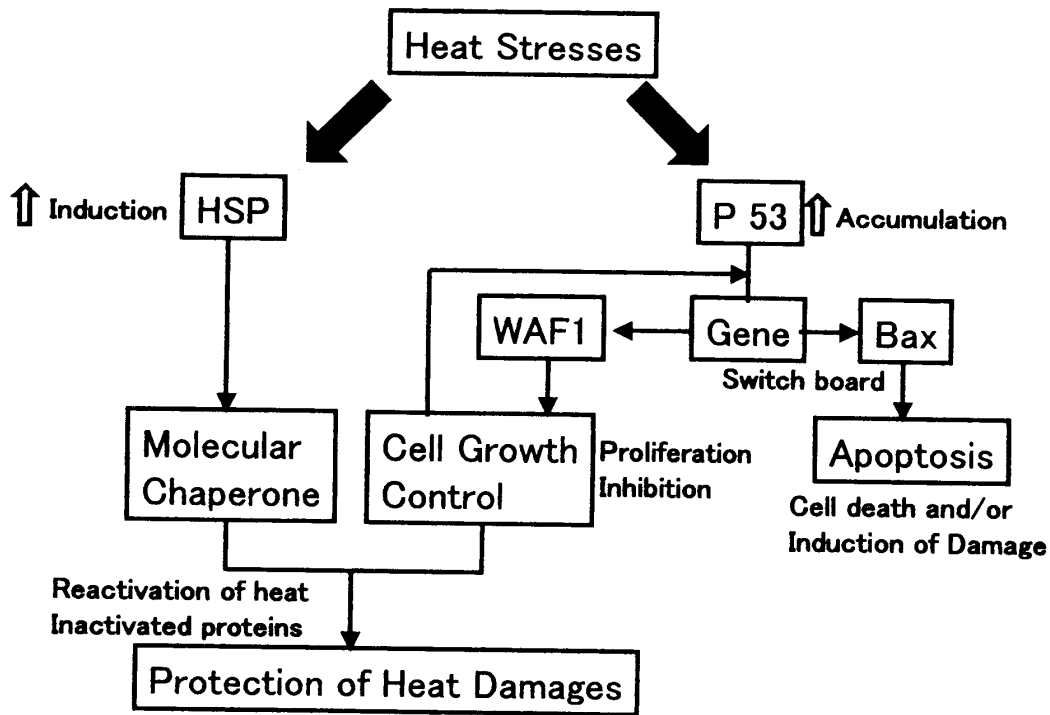 Heat Stresses
Induction
HSP
P 53
Accumulation
WAF1
Gene
Bax
Switch board
Molecular
Chaperone
Cell Growth
Control
Proliferation
Inhibition
Apoptosis
Cell death and/or
Induction of Damage
Reactivation of heat
Inactivated proteins
Protection of Heat Damages